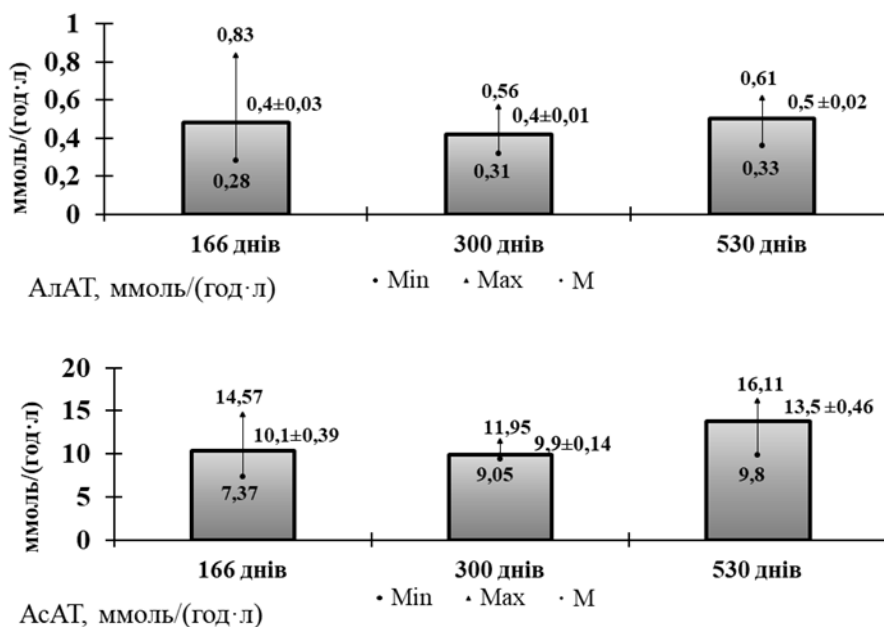 ммоль/(год·л)
1
0,8
0,6
0,4
0,2
0
0,83
0,4±0,03
0,28
0,56
0,4±0,01
0,31
0,61
0,5 ±0,02
0,33
166 днів
300 днів
530 днів
АлАТ, ммоль/(год·л)
Min
Max
M
ммоль/(год·л)
20
15
10
5
0
14,57
10,1±0,39
7,37
11,95
9,9±0,14
9,05
16,11
13,5 ±0,46
9,8
166 днів
300 днів
530 днів
АсАТ, ммоль/(год·л)
Min
Max
M